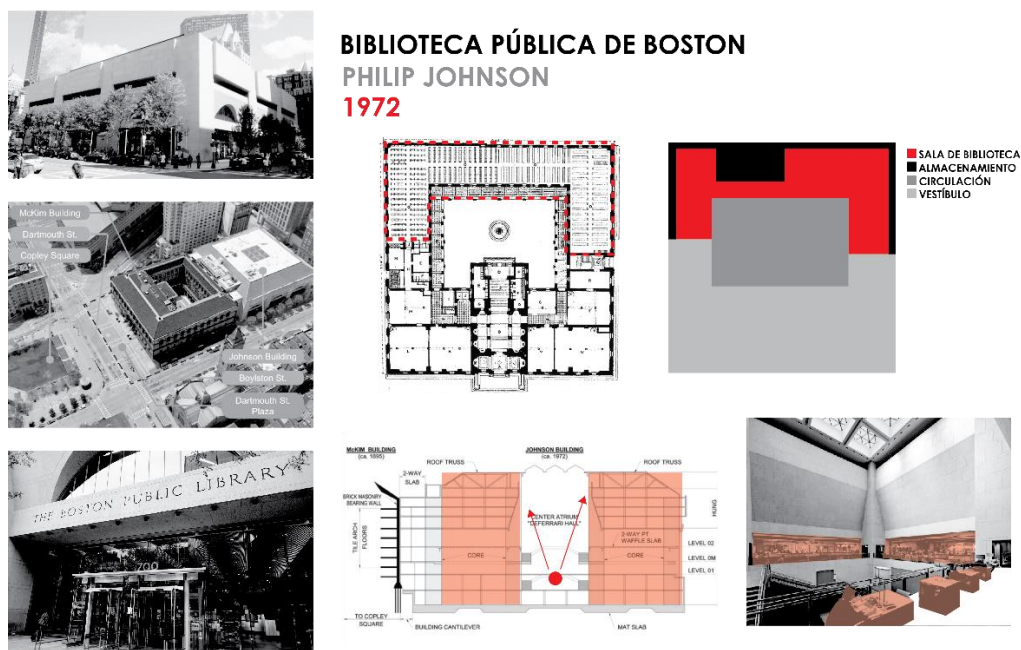 BIBLIOTECA PÚBLICA DE BOSTON
PHILIP JOHNSON
1972
McKim Building
Dartmouth St.
Copley Square
Johnson Building
Boylston St.
Dartmouth St.
Plaza
SALA DE BIBLIOTECA
ALMACENAMIENTO
CIRCULACIÓN
VESTÍBULO
THE BOSTON PUBLIC LIBRARY
700
McKIM BUILDING
(ca. 1895)
JOHNSON BUILDING
(ca. 1972)
2-WAY
SLAB
ROOF TRUSS
ROOF TRUSS
BRICK MASONRY
BEARING WALL
TILE ARCH
FLOORS
CENTER ATRIUM
"DEFERRARI HALL"
2-WAY PT
WAFFLE SLAB
CORE
CORE
HUNG
LEVEL 02
LEVEL 0M
LEVEL 01
TO COPLEY
SQUARE
BUILDING CANTILEVER
MAT SLAB